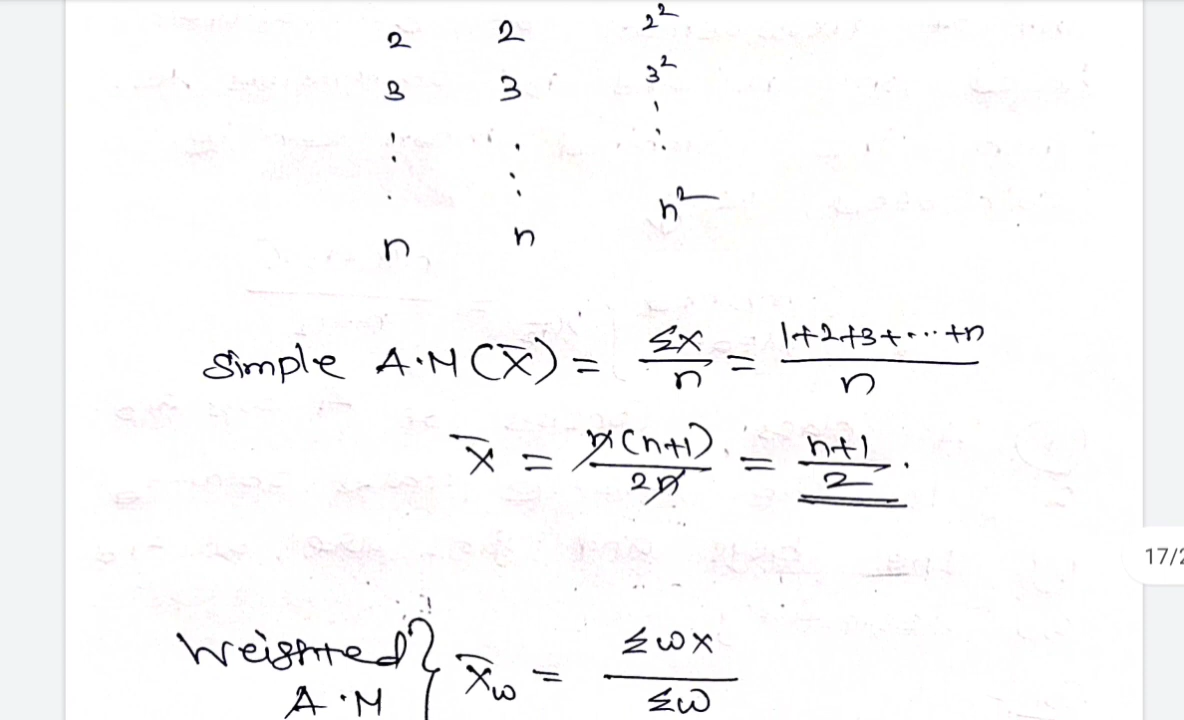 2 2 2²
3 3 3²
⋮ ⋮ ⋮
n n n²
Simple A·M (X̄) = ΣX/n = 1+2+3+...+n/n
X̄ = n(n+1)/2n = n+1/2.
17/2
Weighted A·M } X̄w = Σwx/Σw